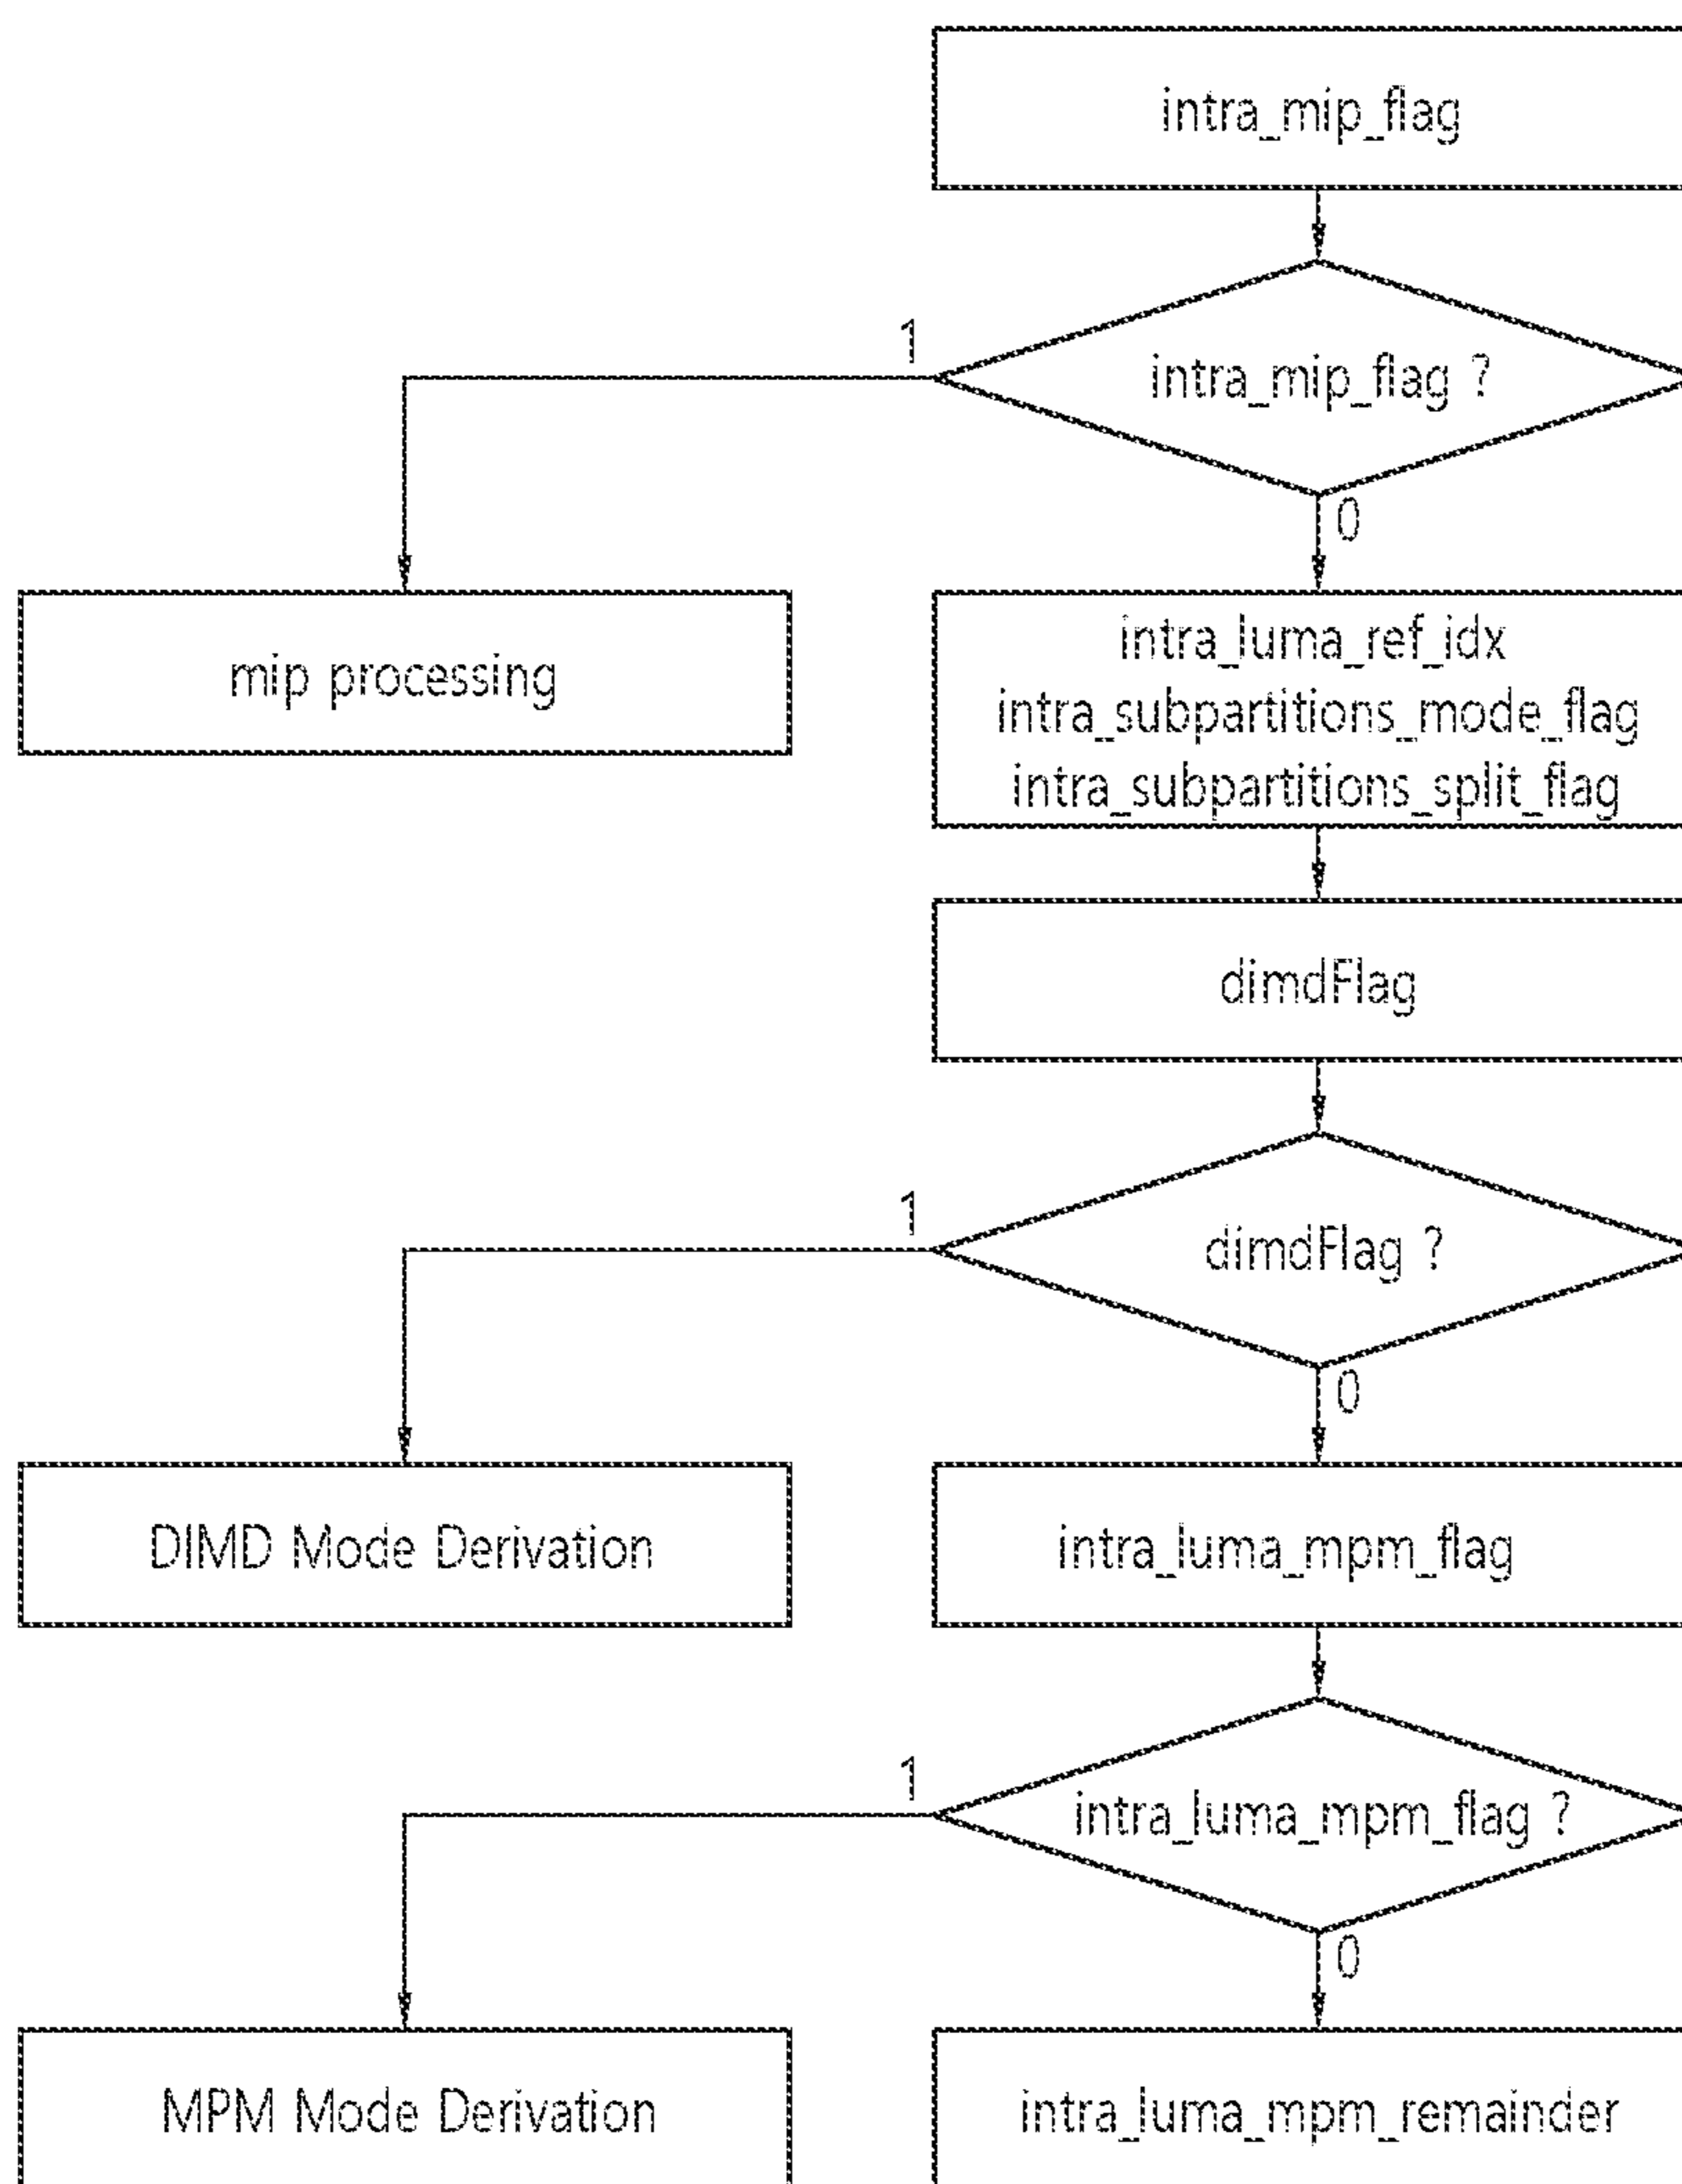 intra_mip_flag
intra_mip_flag ?
1
0
mip processing
intra_luma_ref_idx
intra_subpartitions_mode_flag
intra_subpartitions_split_flag
dimdFlag
dimdFlag ?
1
0
DIMD Mode Derivation
intra_luma_mpm_flag
intra_luma_mpm_flag ?
1
0
MPM Mode Derivation
intra_luma_mpm_remainder